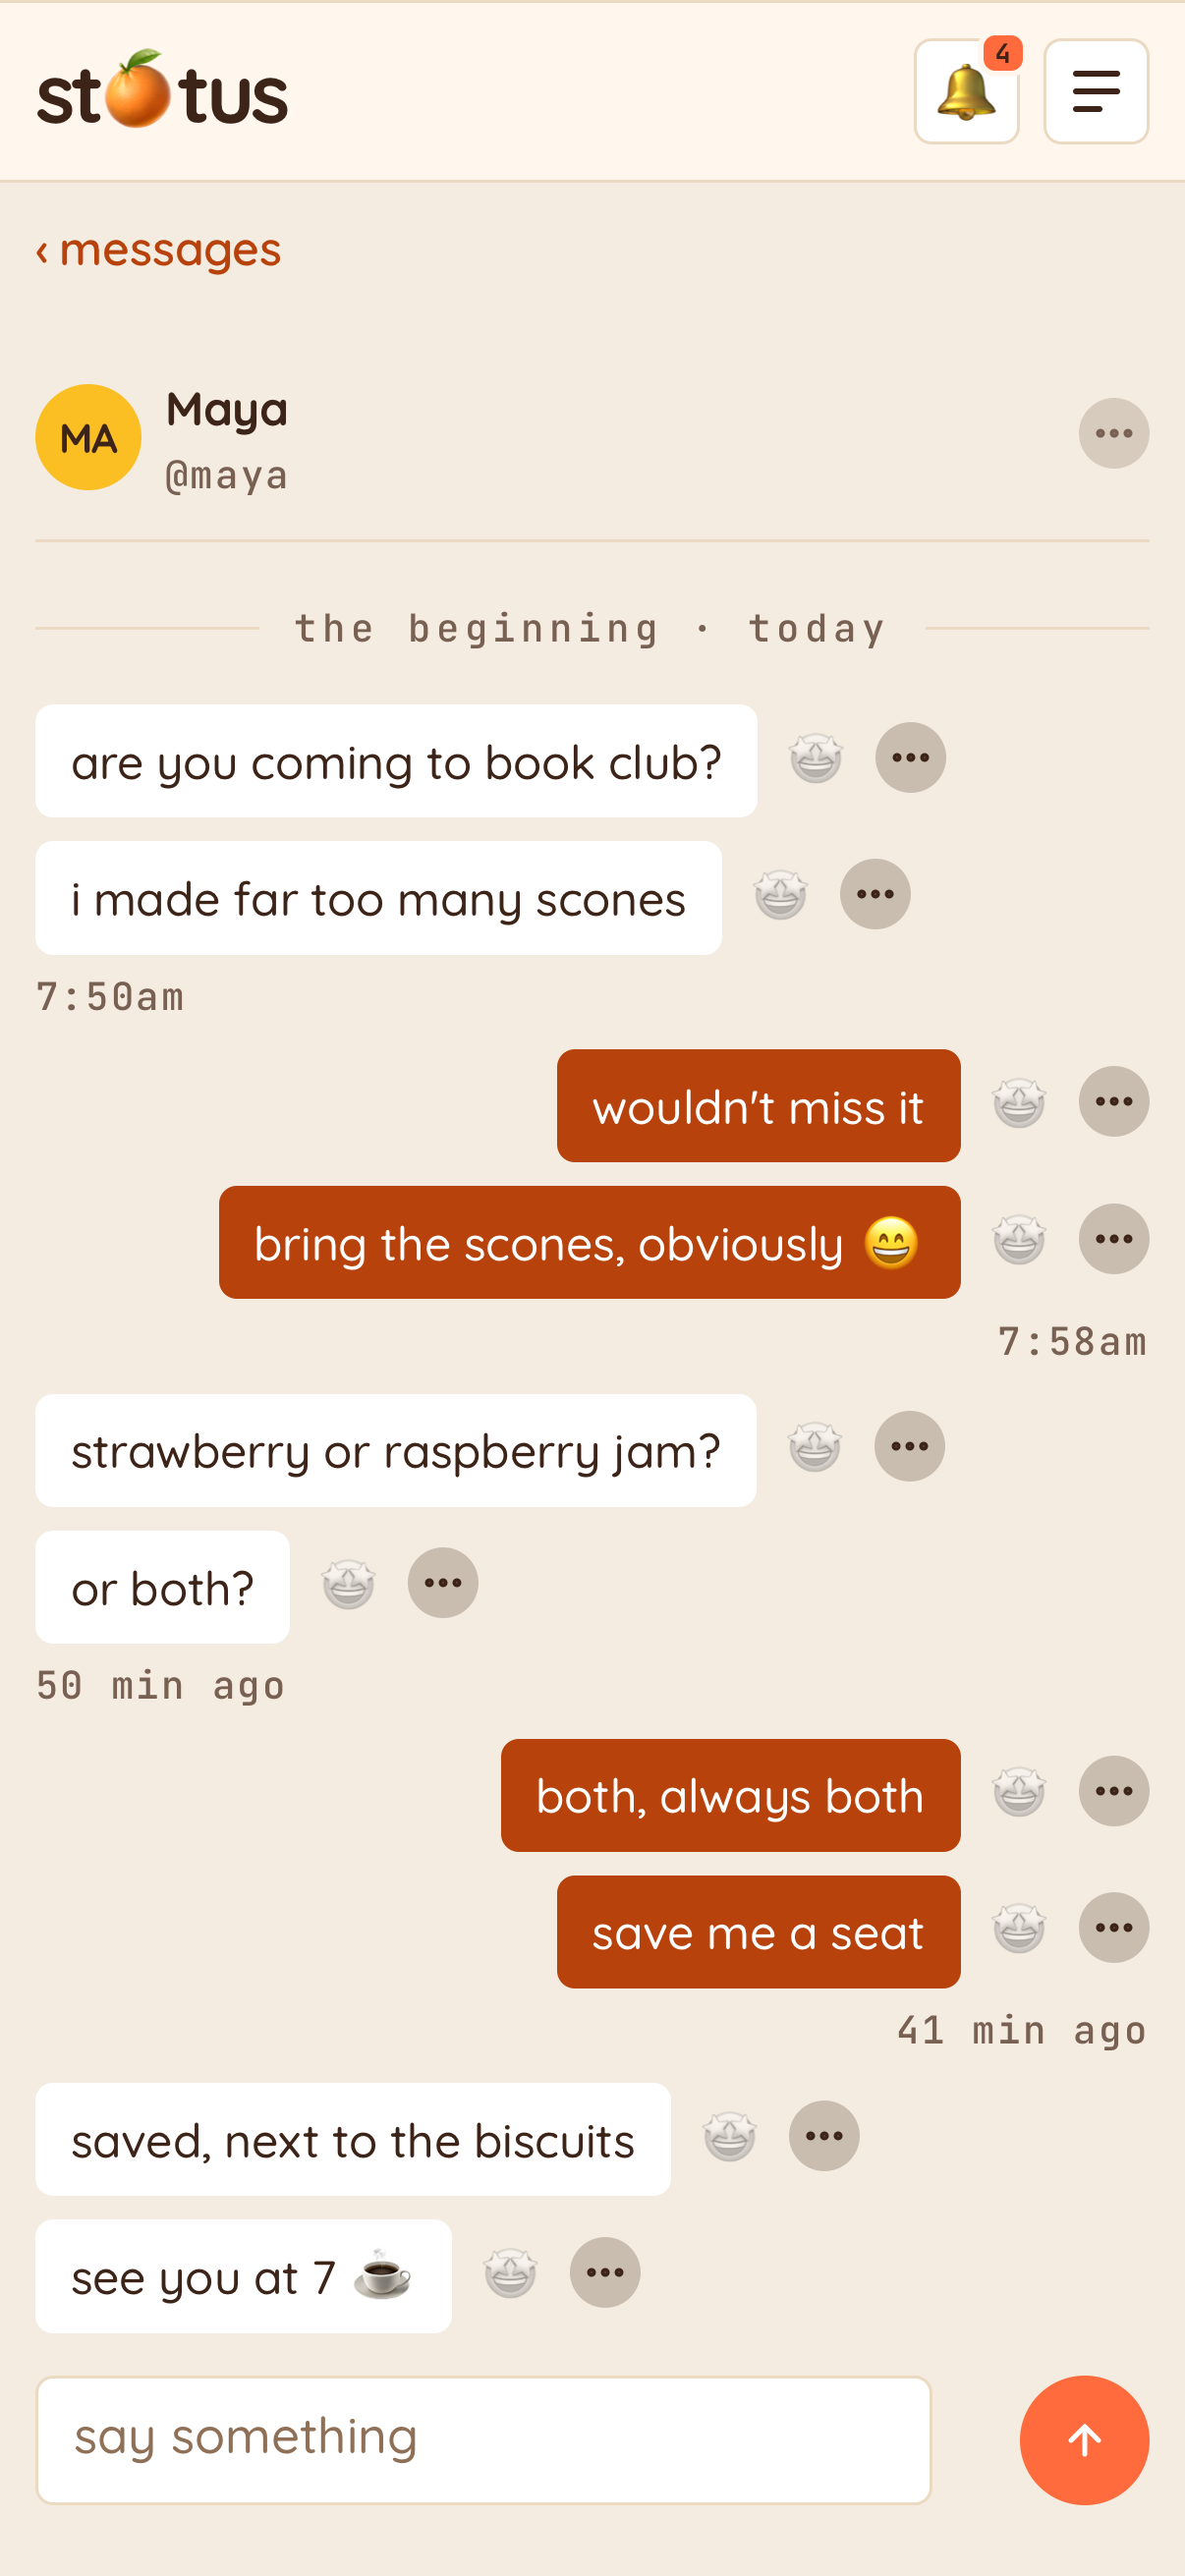 st🍊tus
4
‹ messages
MA
Maya
@maya
the beginning · today
are you coming to book club?
i made far too many scones
7:50am
wouldn't miss it
bring the scones, obviously 😄
7:58am
strawberry or raspberry jam?
or both?
50 min ago
both, always both
save me a seat
41 min ago
saved, next to the biscuits
see you at 7 ☕
say something